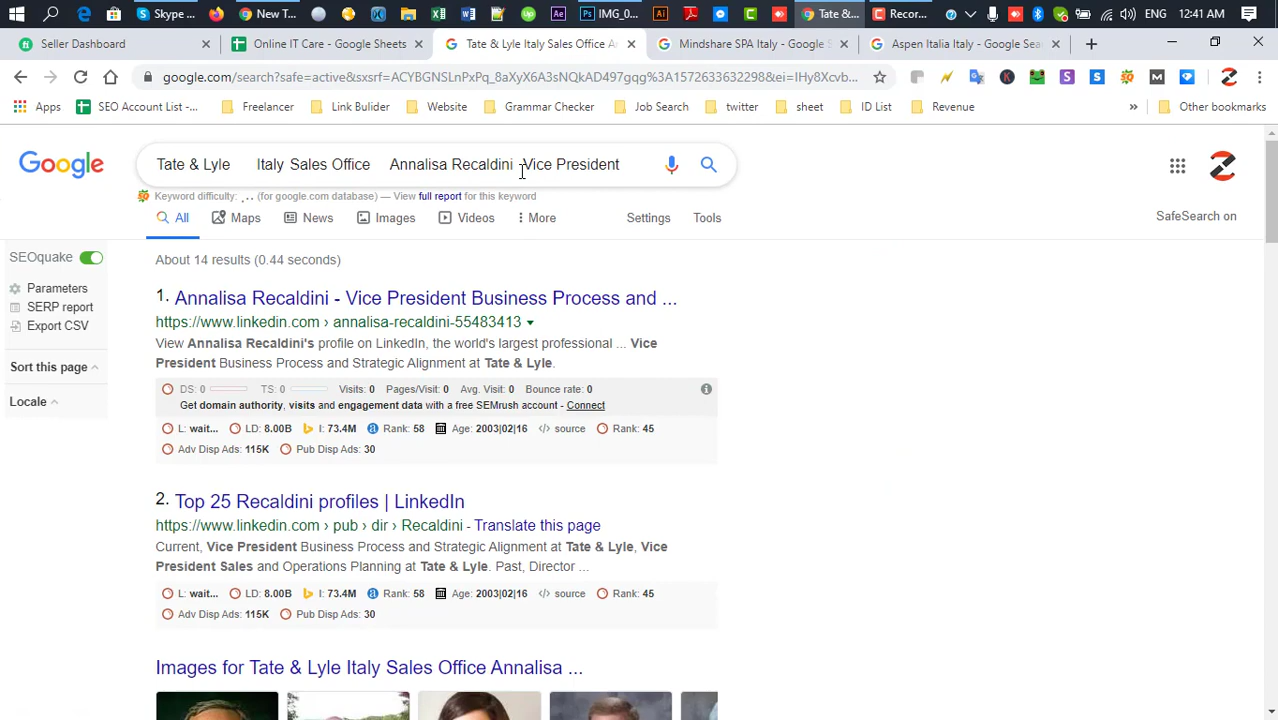 Skype ...
New T...
IMG_0...
Tate &...
Recor...
ENG
12:41 AM
Seller Dashboard
Online IT Care - Google Sheets
Tate & Lyle Italy Sales Office A
Mindshare SPA Italy - Google S
Aspen Italia Italy - Google Sea
google.com/search?safe=active&sxsrf=ACYBGNSLnPxPq_8aXyX6A3sNQkAD497gqg%3A1572633632298&ei=IHy8Xcvb...
Apps
SEO Account List -...
Freelancer
Link Bulider
Website
Grammar Checker
Job Search
twitter
sheet
ID List
Revenue
»
Other bookmarks
Google
Tate & Lyle Italy Sales Office Annalisa Recaldini Vice President
Keyword difficulty: ... (for google.com database) — View full report for this keyword
All
Maps
News
Images
Videos
More
Settings
Tools
SafeSearch on
SEOquake
Parameters
SERP report
Export CSV
Sort this page
Locale
About 14 results (0.44 seconds)
1. Annalisa Recaldini - Vice President Business Process and ...
https://www.linkedin.com › annalisa-recaldini-55483413
View Annalisa Recaldini's profile on LinkedIn, the world's largest professional ... Vice
President Business Process and Strategic Alignment at Tate & Lyle.
DS: 0 TS: 0 Visits: 0 Pages/Visit: 0 Avg. Visit: 0 Bounce rate: 0
Get domain authority, visits and engagement data with a free SEMrush account - Connect
L: wait... LD: 8.00B I: 73.4M Rank: 58 Age: 2003|02|16 </> source Rank: 45
Adv Disp Ads: 115K Pub Disp Ads: 30
2. Top 25 Recaldini profiles | LinkedIn
https://www.linkedin.com › pub › dir › Recaldini - Translate this page
Current, Vice President Business Process and Strategic Alignment at Tate & Lyle, Vice
President Sales and Operations Planning at Tate & Lyle. Past, Director ...
L: wait... LD: 8.00B I: 73.4M Rank: 58 Age: 2003|02|16 </> source Rank: 45
Adv Disp Ads: 115K Pub Disp Ads: 30
Images for Tate & Lyle Italy Sales Office Annalisa ...